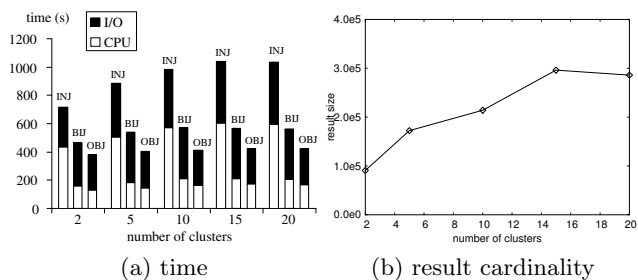 time (s)
I/O
CPU
1200
1000
800
600
400
200
0
INJ
BIJ
OBJ
INJ
BIJ
OBJ
INJ
BIJ
OBJ
INJ
BIJ
OBJ
INJ
BIJ
OBJ
2 5 10 15 20
number of clusters
(a) time
4.0e5
3.0e5
2.0e5
1.0e5
0.0e0
result size
2 4 6 8 10 12 14 16 18 20
number of clusters
(b) result cardinality